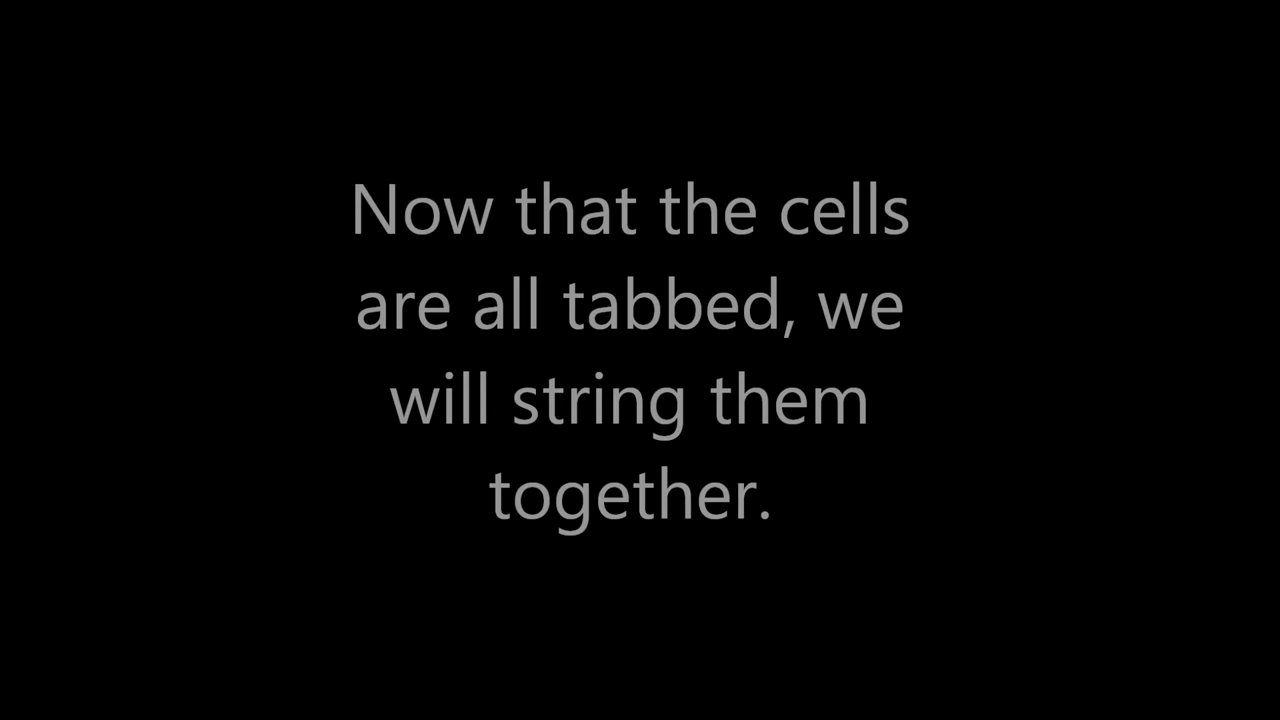 Now that the cells
are all tabbed, we
will string them
together.